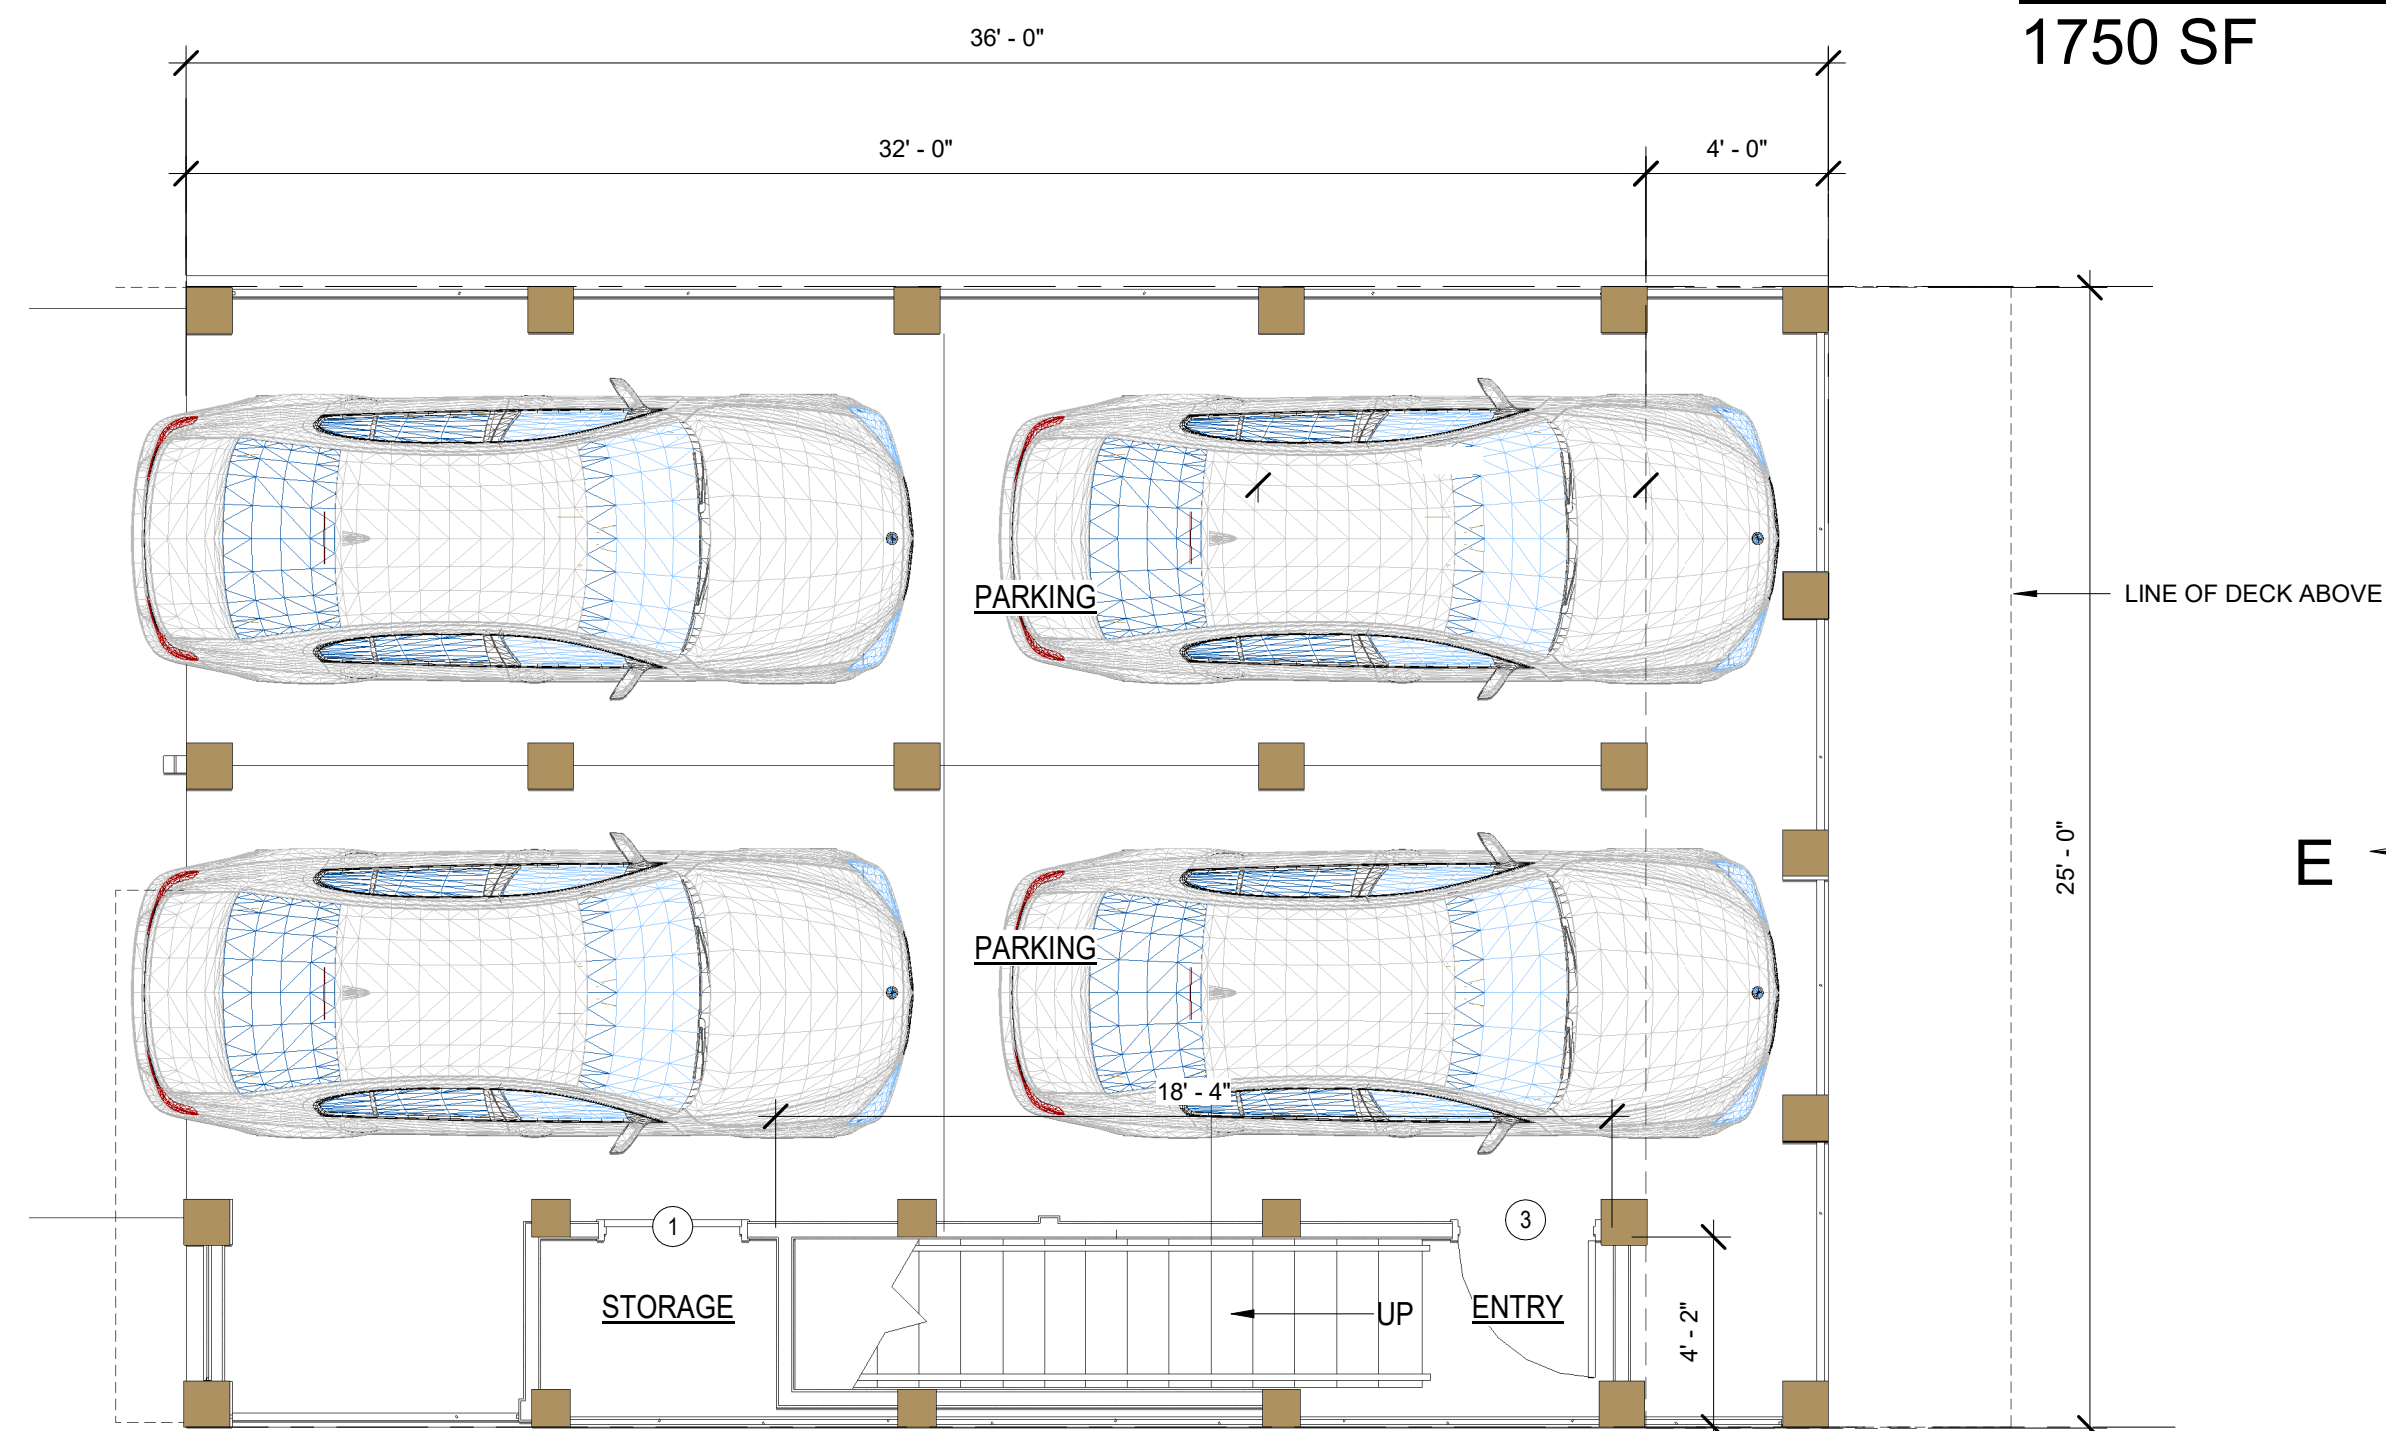 1750 SF
36' - 0"
32' - 0"
4' - 0"
PARKING
LINE OF DECK ABOVE
25' - 0"
E
PARKING
18' - 4"
1
3
STORAGE
UP
ENTRY
4' - 2"